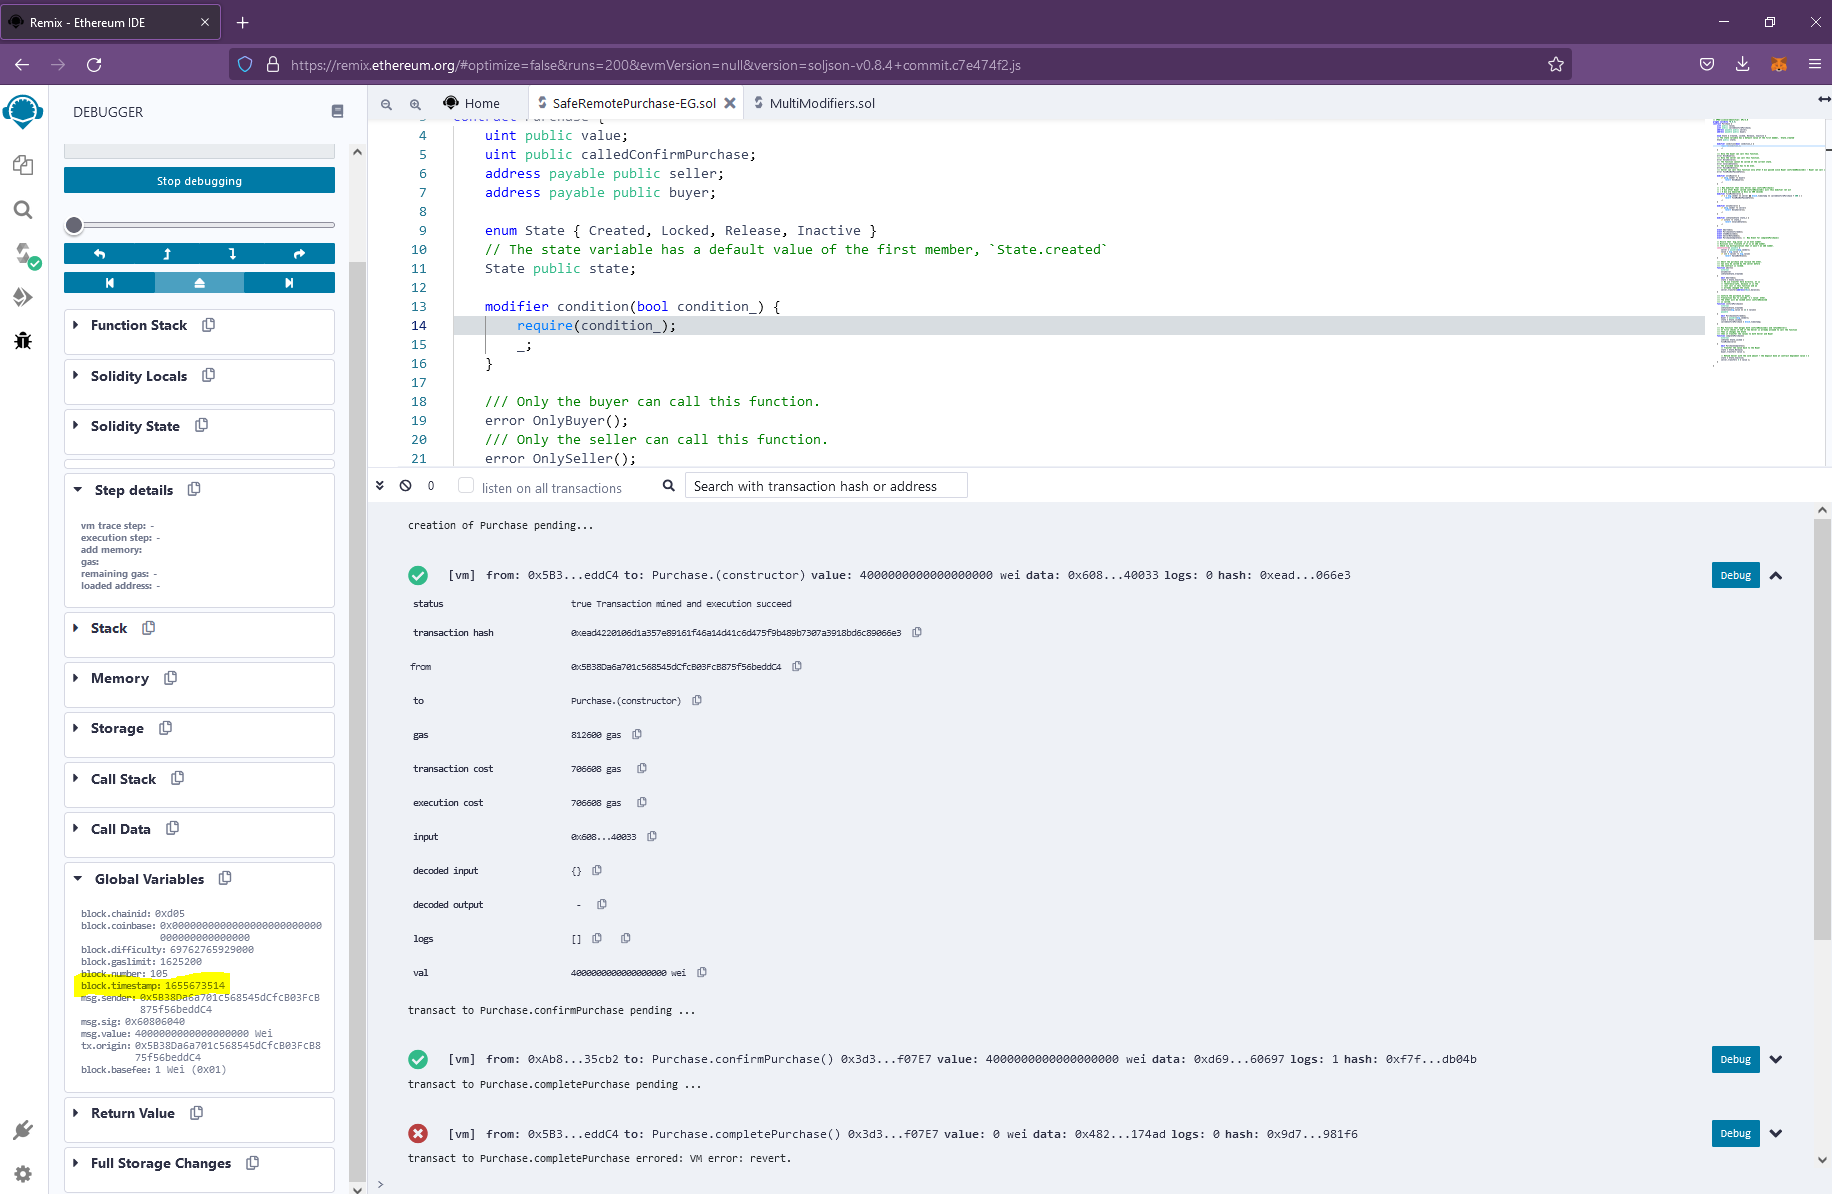 Remix - Ethereum IDE
https://remix.ethereum.org/#optimize=false&runs=200&evmVersion=null&version=soljson-v0.8.4+commit.c7e474f2.js
DEBUGGER
Stop debugging
Function Stack
Solidity Locals
Solidity State
Step details
vm trace step: -
execution step: -
add memory:
gas:
remaining gas: -
loaded address: -
Stack
Memory
Storage
Call Stack
Call Data
Global Variables
block.chainid: 0xd05
block.coinbase: 0x0000000000000000000000000
000000000000000
block.difficulty: 69762765929000
block.gaslimit: 1625200
block.number: 105
block.timestamp: 1655673514
msg.sender: 0x5B38Da6a701c568545dCfcB03FcB
875f56beddC4
msg.sig: 0x60806040
msg.value: 4000000000000000000 Wei
tx.origin: 0x5B38Da6a701c568545dCfcB03FcB8
75f56beddC4
block.basefee: 1 Wei (0x01)
Return Value
Full Storage Changes
Home
SafeRemotePurchase-EG.sol
MultiModifiers.sol
3 contract Purchase {
4 uint public value;
5 uint public calledConfirmPurchase;
6 address payable public seller;
7 address payable public buyer;
8
9 enum State { Created, Locked, Release, Inactive }
10 // The state variable has a default value of the first member, `State.created`
11 State public state;
12
13 modifier condition(bool condition_) {
14 require(condition_);
15 _;
16 }
17
18 /// Only the buyer can call this function.
19 error OnlyBuyer();
20 /// Only the seller can call this function.
21 error OnlySeller();
0 listen on all transactions Search with transaction hash or address
creation of Purchase pending...
[vm] from: 0x5B3...eddC4 to: Purchase.(constructor) value: 4000000000000000000 wei data: 0x608...40033 logs: 0 hash: 0xead...066e3 Debug
status true Transaction mined and execution succeed
transaction hash 0xead4220106d1a357e89161f46a14d41c6d475f9b489b7307a3918bd6c89066e3
from 0x5B38Da6a701c568545dCfcB03FcB875f56beddC4
to Purchase.(constructor)
gas 812600 gas
transaction cost 706608 gas
execution cost 706608 gas
input 0x608...40033
decoded input {}
decoded output -
logs []
val 4000000000000000000 wei
transact to Purchase.confirmPurchase pending ...
[vm] from: 0xAb8...35cb2 to: Purchase.confirmPurchase() 0x3d3...f07E7 value: 4000000000000000000 wei data: 0xd69...60697 logs: 1 hash: 0xf7f...db04b Debug
transact to Purchase.completePurchase pending ...
[vm] from: 0x5B3...eddC4 to: Purchase.completePurchase() 0x3d3...f07E7 value: 0 wei data: 0x482...174ad logs: 0 hash: 0x9d7...981f6 Debug
transact to Purchase.completePurchase errored: VM error: revert.
>